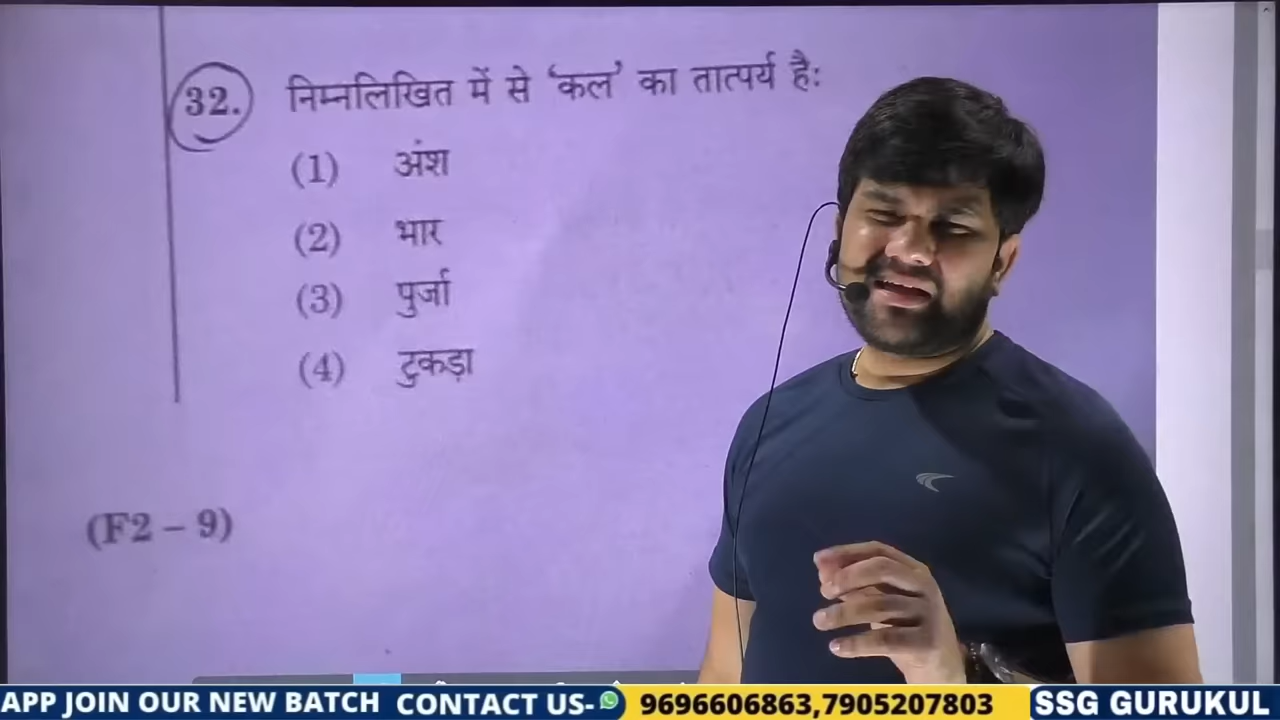 32. निम्नलिखित में से 'कल' का तात्पर्य है:
(1) अंश
(2) भार
(3) पुर्जा
(4) टुकड़ा
(F2 – 9)
APP JOIN OUR NEW BATCH CONTACT US- 9696606863,7905207803 SSG GURUKUL